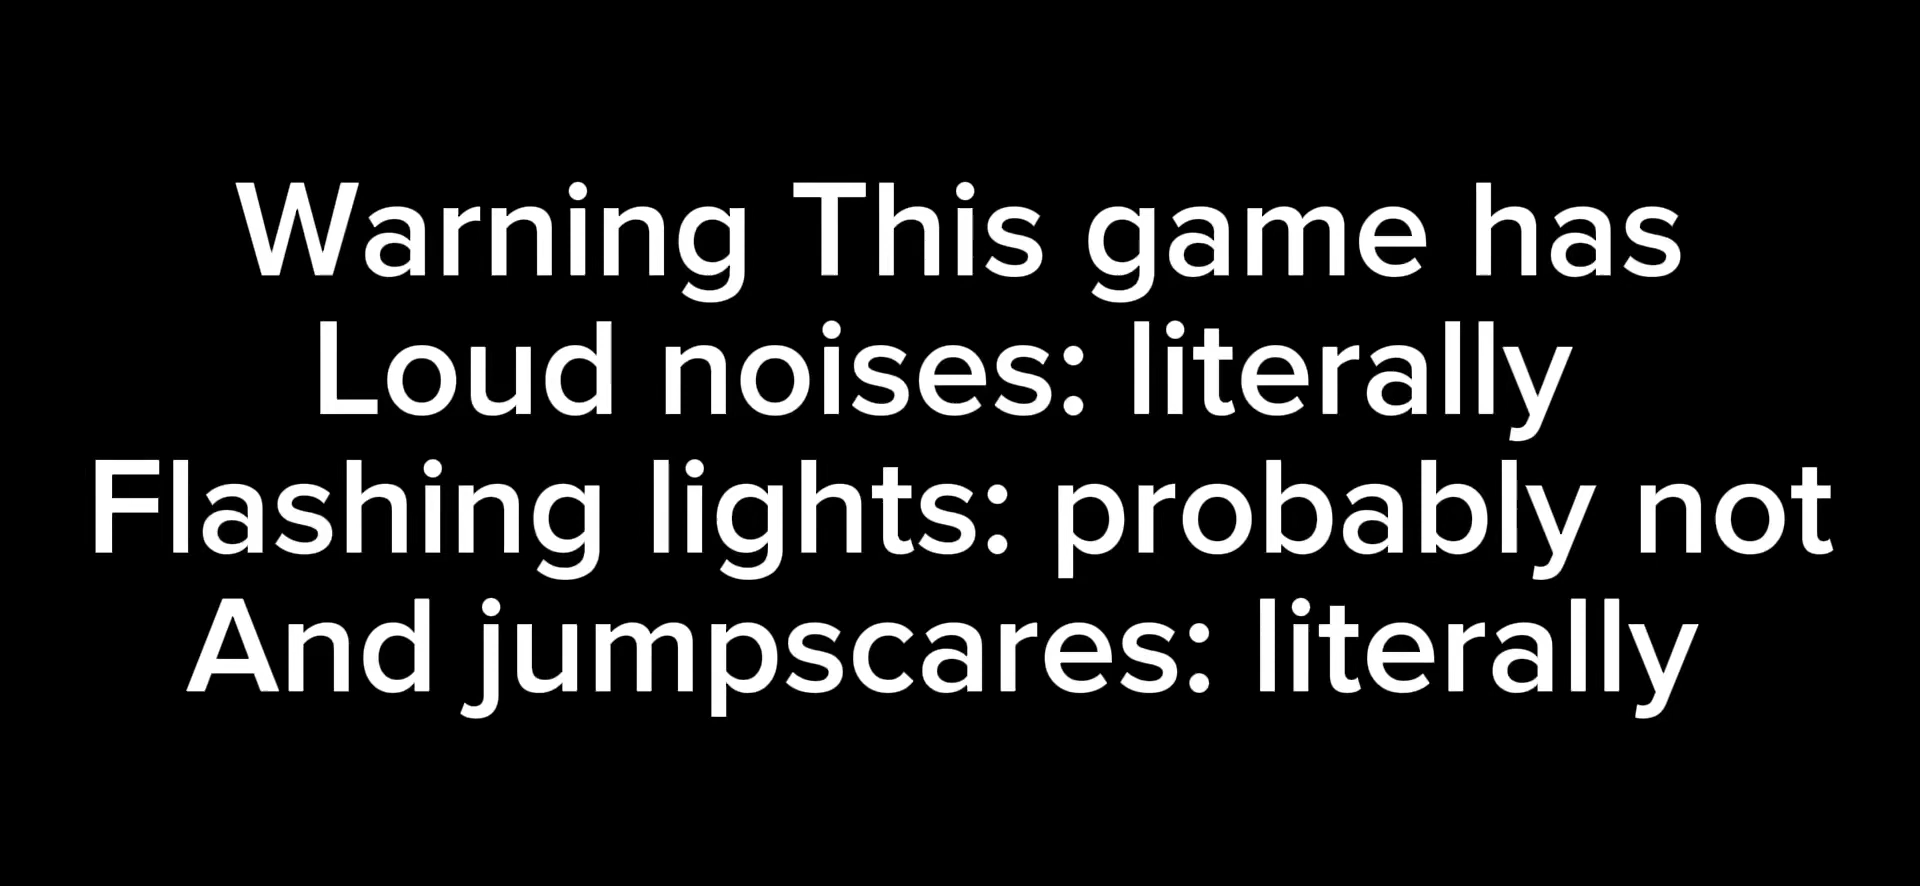 Warning This game has
Loud noises: literally
Flashing lights: probably not
And jumpscares: literally